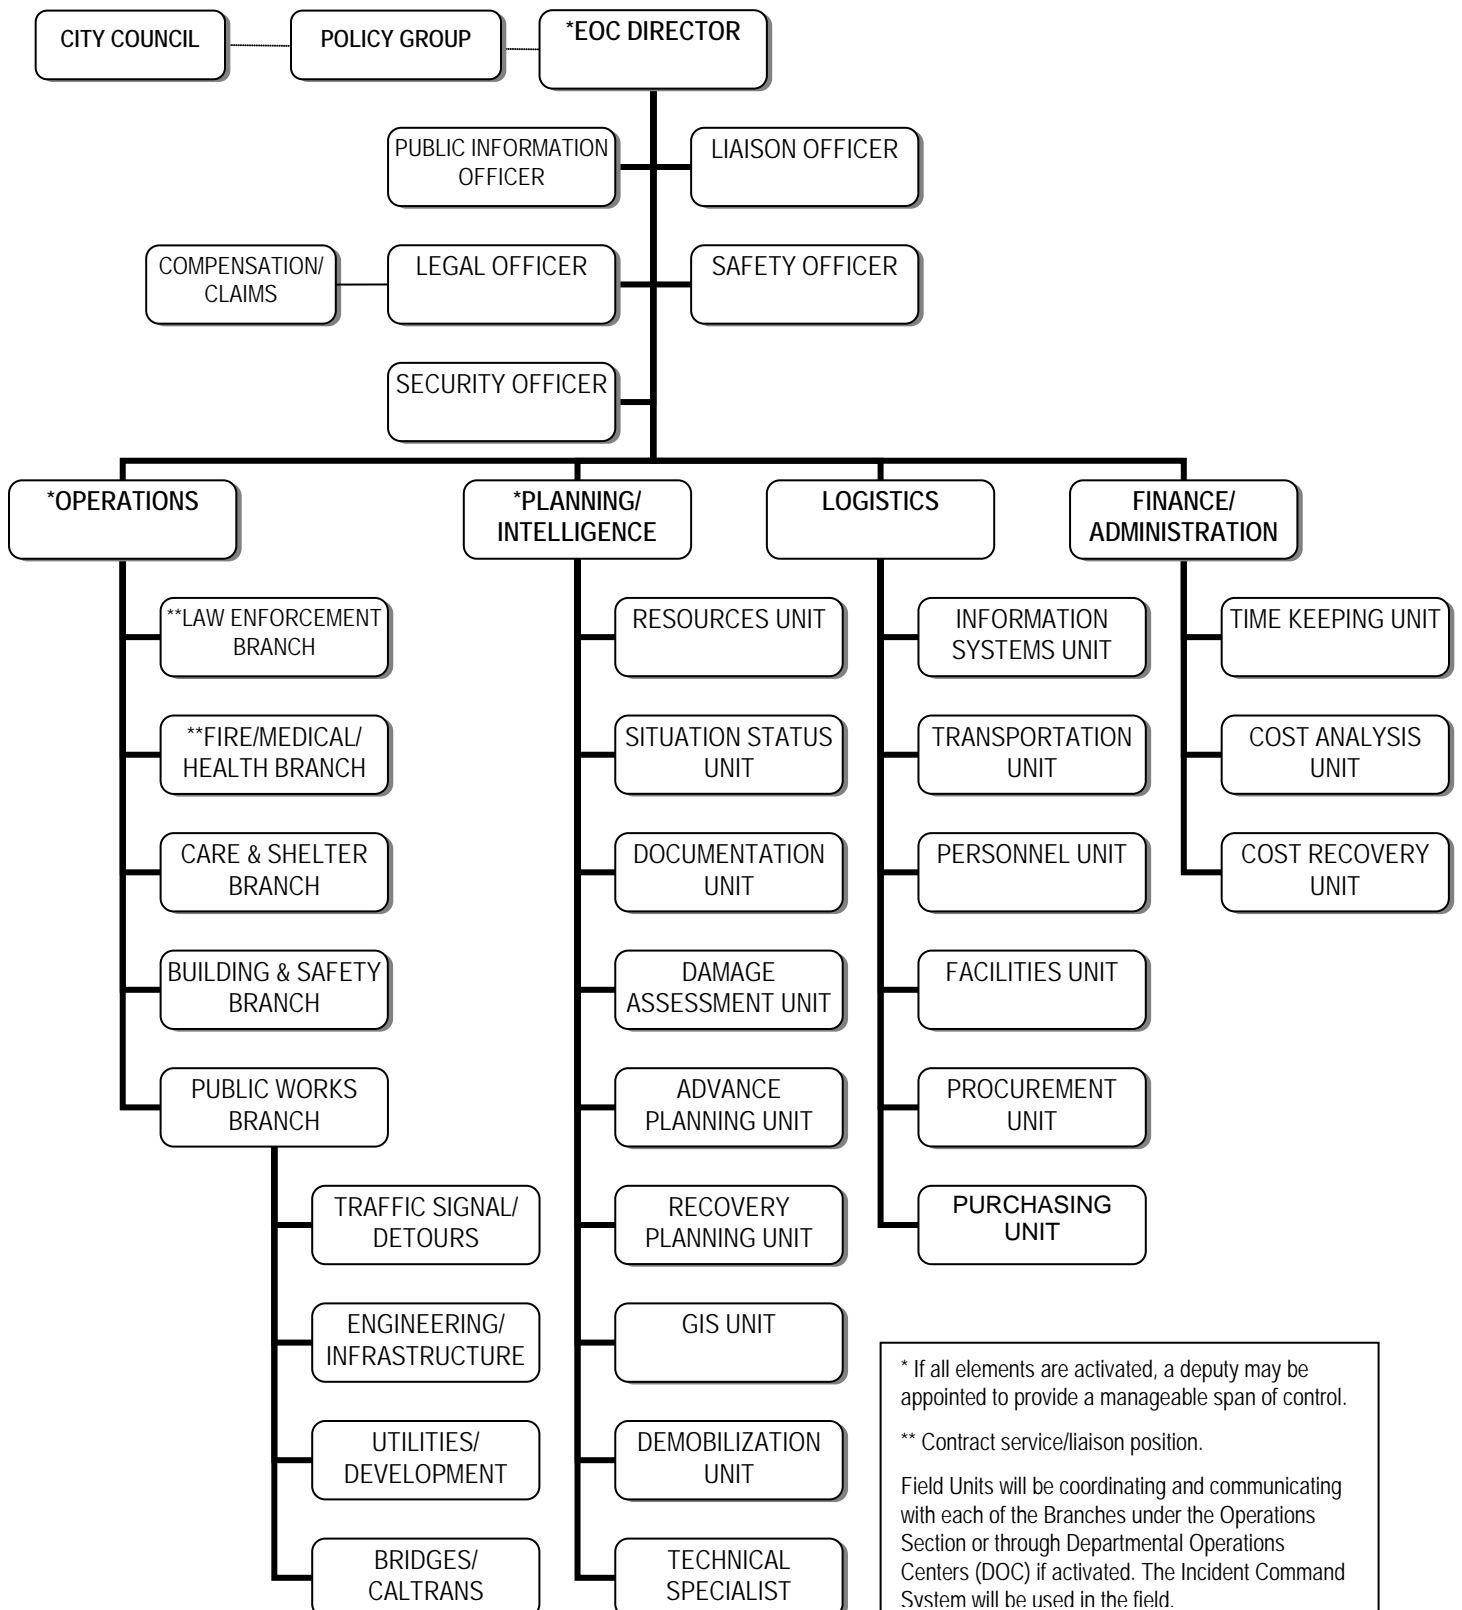 CITY COUNCIL
POLICY GROUP
*EOC DIRECTOR
PUBLIC INFORMATION
OFFICER
LIAISON OFFICER
COMPENSATION/
CLAIMS
LEGAL OFFICER
SAFETY OFFICER
SECURITY OFFICER
*OPERATIONS
*PLANNING/
INTELLIGENCE
LOGISTICS
FINANCE/
ADMINISTRATION
**LAW ENFORCEMENT
BRANCH
**FIRE/MEDICAL/
HEALTH BRANCH
CARE & SHELTER
BRANCH
BUILDING & SAFETY
BRANCH
PUBLIC WORKS
BRANCH
TRAFFIC SIGNAL/
DETOURS
ENGINEERING/
INFRASTRUCTURE
UTILITIES/
DEVELOPMENT
BRIDGES/
CALTRANS
RESOURCES UNIT
SITUATION STATUS
UNIT
DOCUMENTATION
UNIT
DAMAGE
ASSESSMENT UNIT
ADVANCE
PLANNING UNIT
RECOVERY
PLANNING UNIT
GIS UNIT
DEMOBILIZATION
UNIT
TECHNICAL
SPECIALIST
INFORMATION
SYSTEMS UNIT
TRANSPORTATION
UNIT
PERSONNEL UNIT
FACILITIES UNIT
PROCUREMENT
UNIT
PURCHASING
UNIT
TIME KEEPING UNIT
COST ANALYSIS
UNIT
COST RECOVERY
UNIT
* If all elements are activated, a deputy may be
appointed to provide a manageable span of control.
** Contract service/liaison position.
Field Units will be coordinating and communicating
with each of the Branches under the Operations
Section or through Departmental Operations
Centers (DOC) if activated. The Incident Command
System will be used in the field.